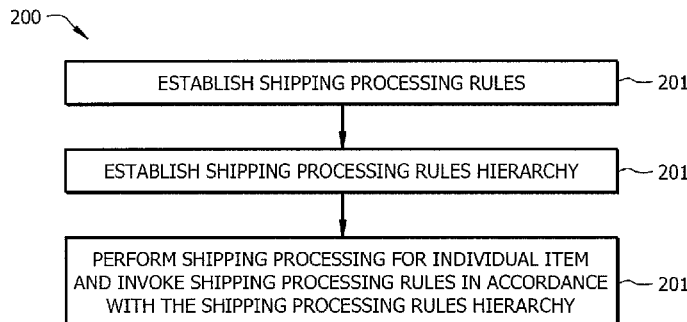 200
ESTABLISH SHIPPING PROCESSING RULES
201
ESTABLISH SHIPPING PROCESSING RULES HIERARCHY
201
PERFORM SHIPPING PROCESSING FOR INDIVIDUAL ITEM
AND INVOKE SHIPPING PROCESSING RULES IN ACCORDANCE
WITH THE SHIPPING PROCESSING RULES HIERARCHY
201